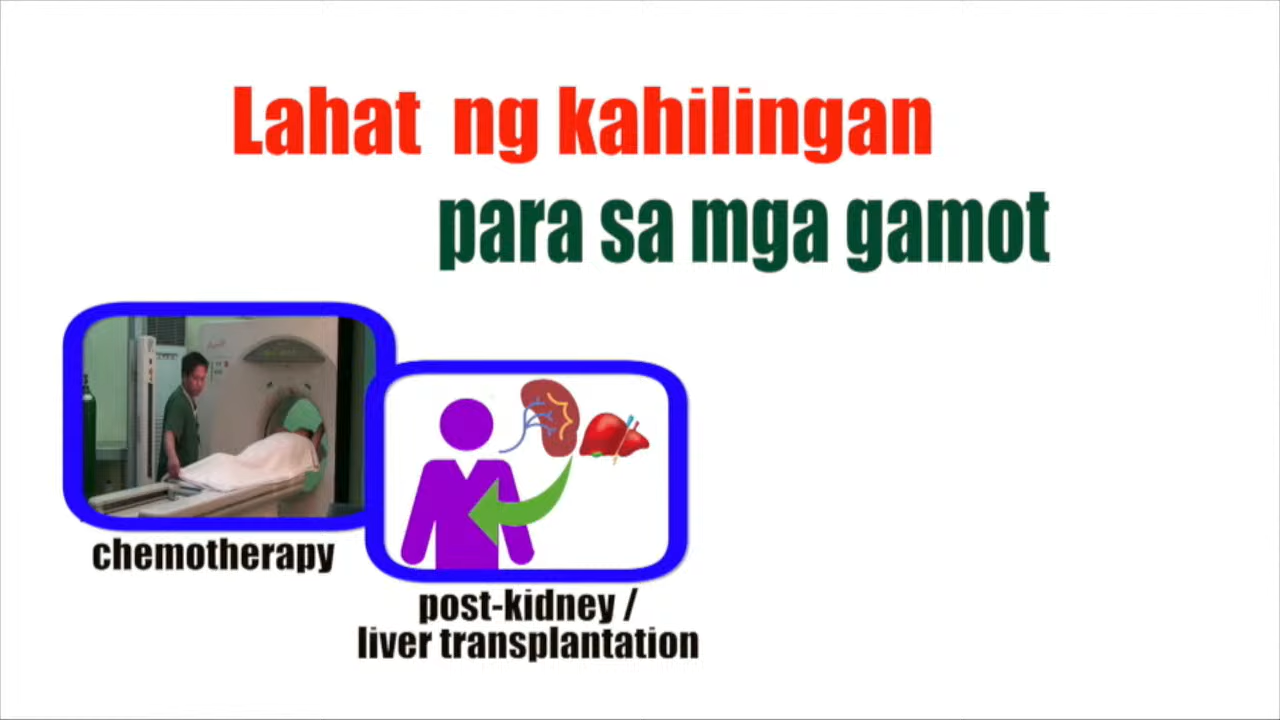 Lahat ng kahilingan
para sa mga gamot
chemotherapy
post-kidney /
liver transplantation